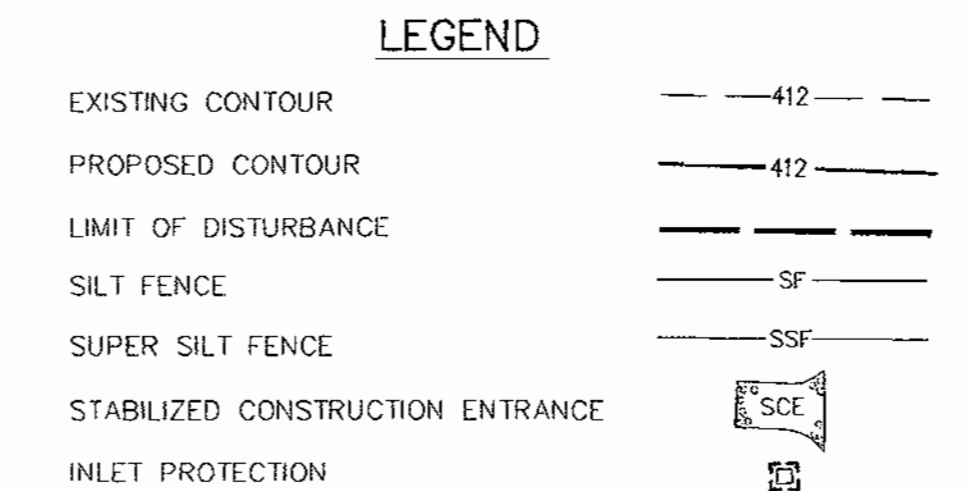 LEGEND
EXISTING CONTOUR 412
PROPOSED CONTOUR 412
LIMIT OF DISTURBANCE
SILT FENCE SF
SUPER SILT FENCE SSF
STABILIZED CONSTRUCTION ENTRANCE SCE
INLET PROTECTION